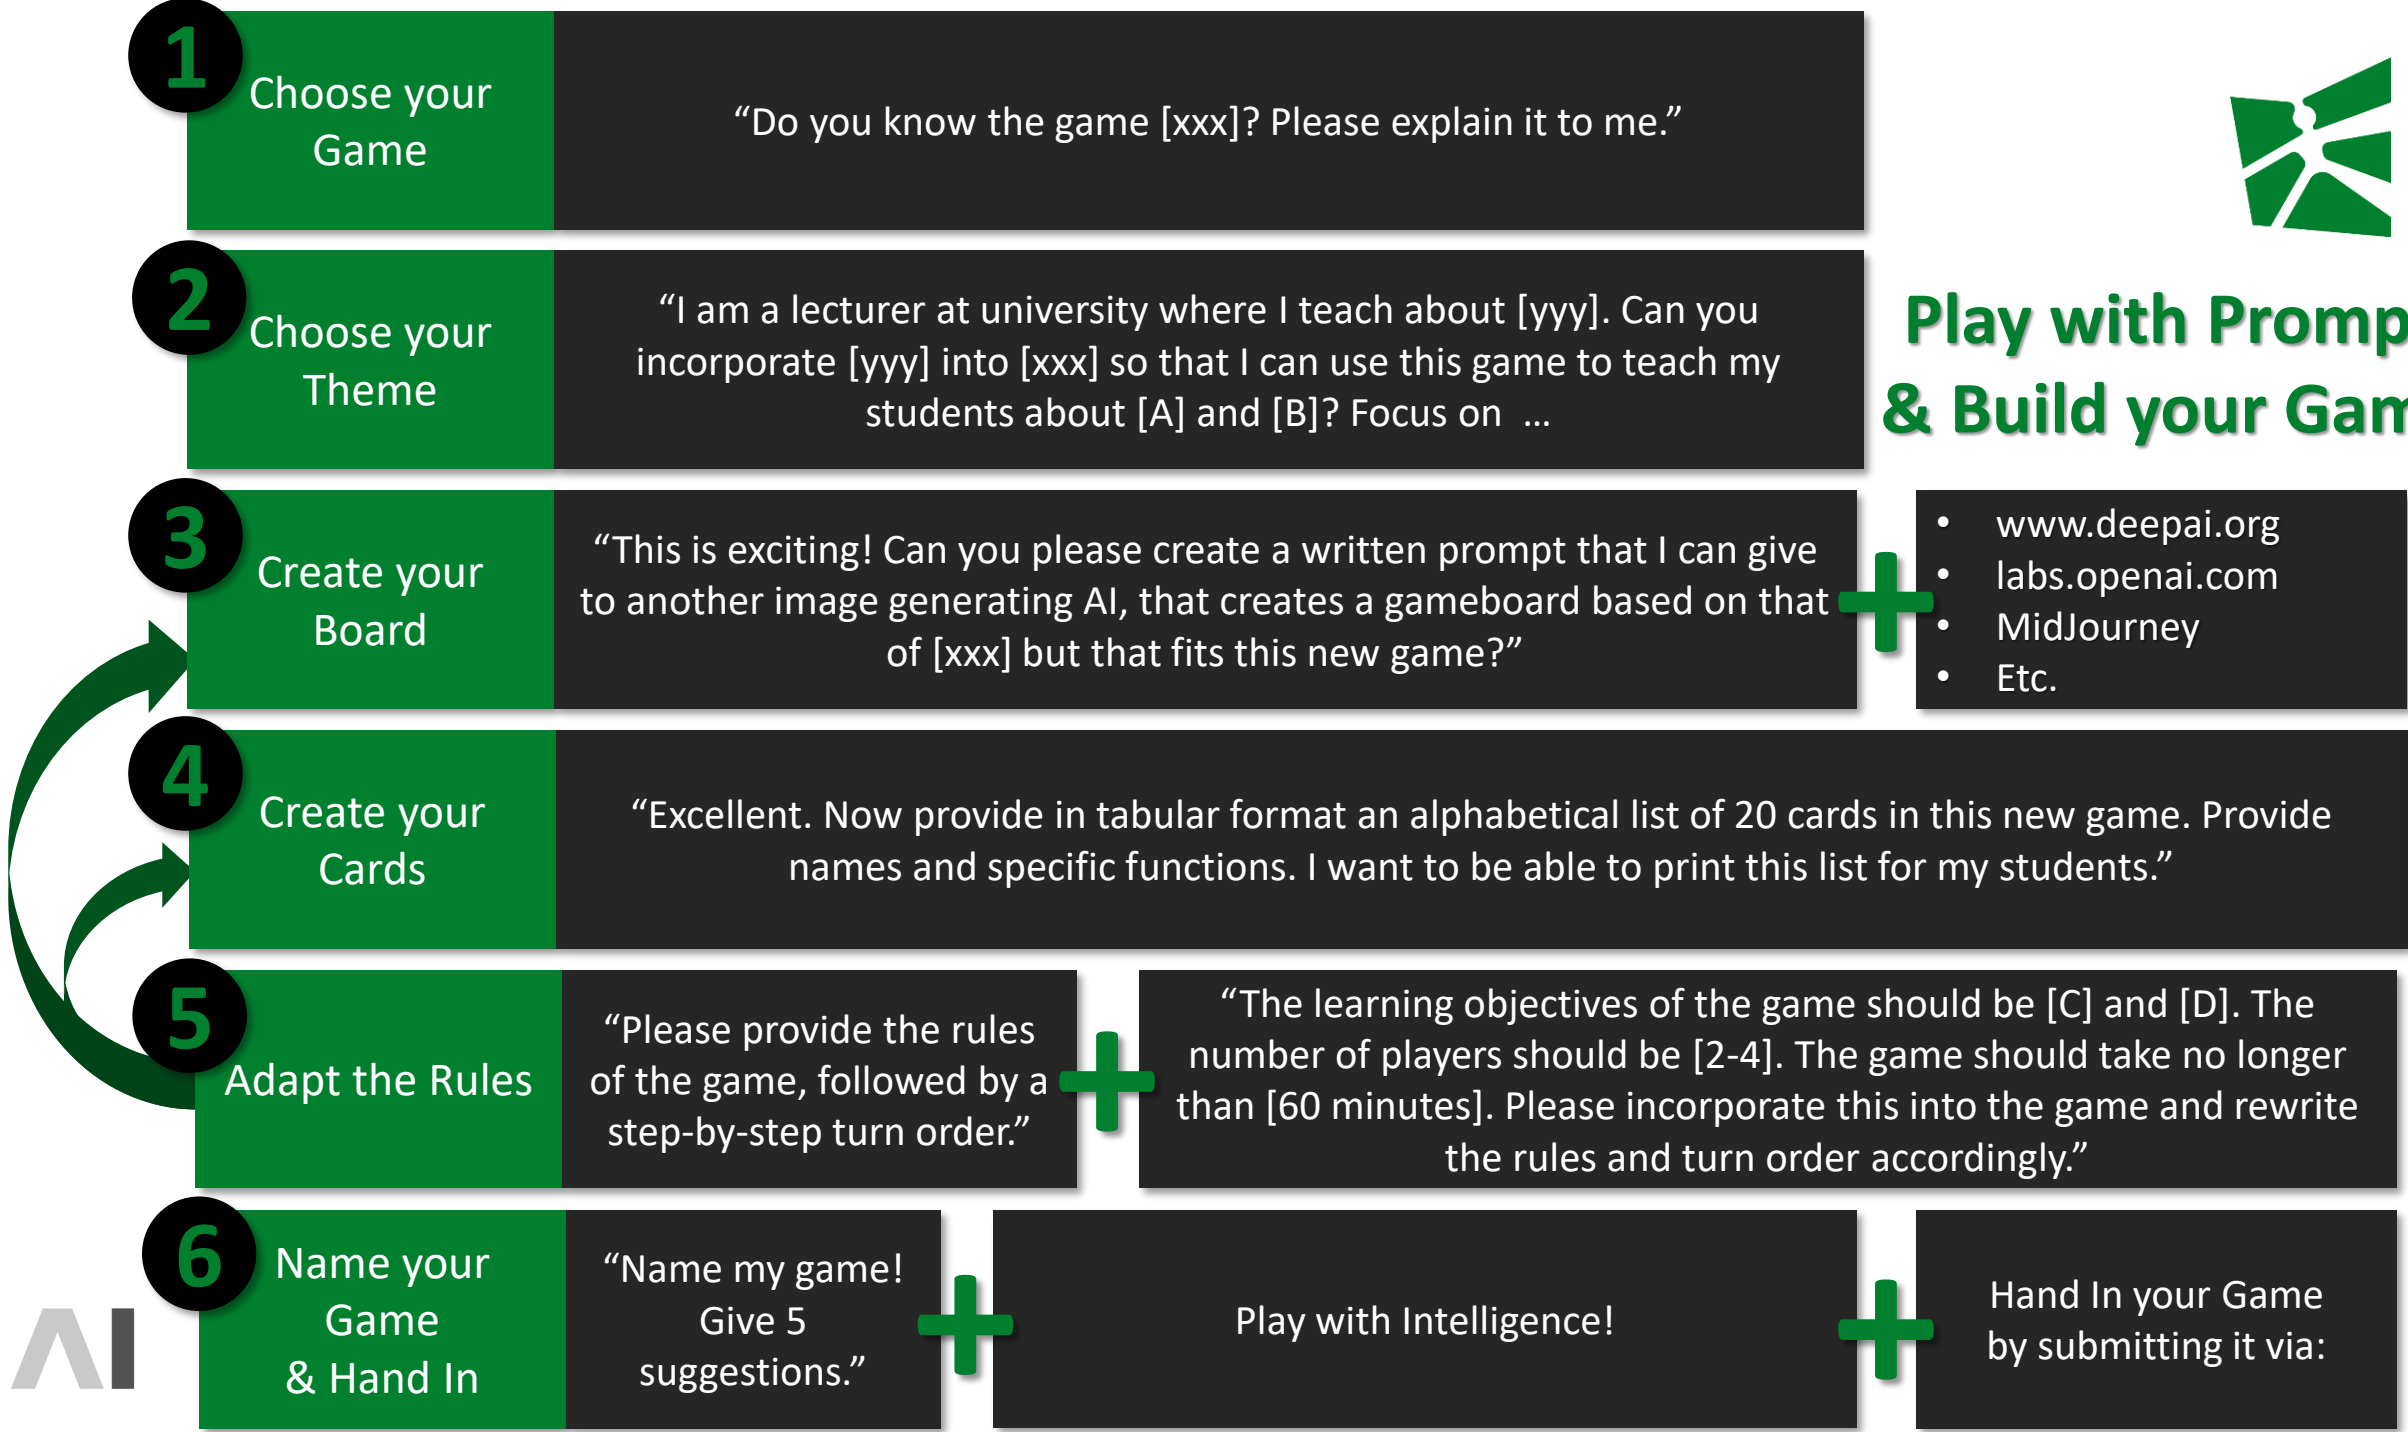 1
Choose your
Game
“Do you know the game [xxx]? Please explain it to me.”
2
Choose your
Theme
“I am a lecturer at university where I teach about [yyy]. Can you
incorporate [yyy] into [xxx] so that I can use this game to teach my
students about [A] and [B]? Focus on ...
Play with Promp
& Build your Gam
3
Create your
Board
“This is exciting! Can you please create a written prompt that I can give
to another image generating AI, that creates a gameboard based on that
of [xxx] but that fits this new game?”
• www.deepai.org
• labs.openai.com
• MidJourney
• Etc.
4
Create your
Cards
“Excellent. Now provide in tabular format an alphabetical list of 20 cards in this new game. Provide
names and specific functions. I want to be able to print this list for my students.”
5
Adapt the Rules
“Please provide the rules
of the game, followed by a
step-by-step turn order.”
“The learning objectives of the game should be [C] and [D]. The
number of players should be [2-4]. The game should take no longer
than [60 minutes]. Please incorporate this into the game and rewrite
the rules and turn order accordingly.”
6
Name your
Game
& Hand In
“Name my game!
Give 5
suggestions.”
Play with Intelligence!
Hand In your Game
by submitting it via:
AI